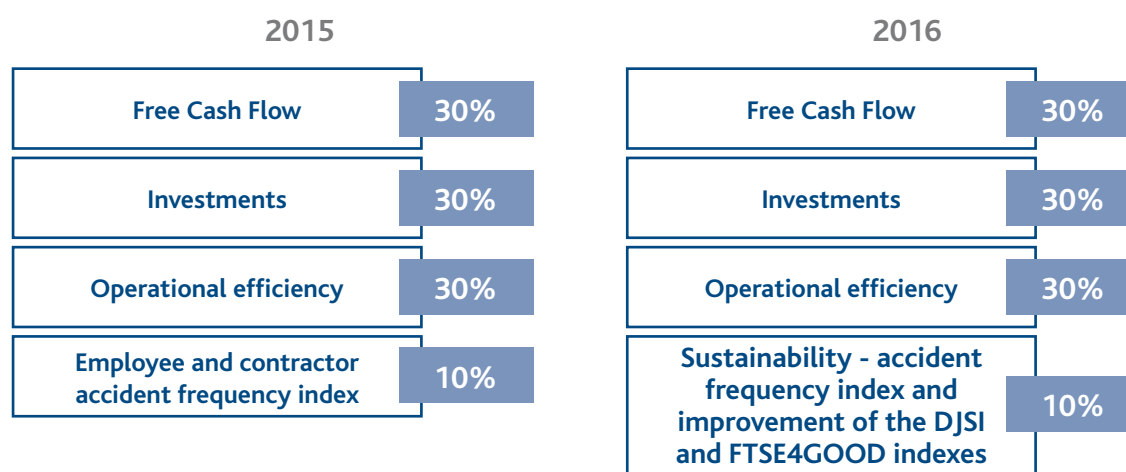 2015
Free Cash Flow
30%
Investments
30%
Operational efficiency
30%
Employee and contractor
accident frequency index
10%
2016
Free Cash Flow
30%
Investments
30%
Operational efficiency
30%
Sustainability - accident
frequency index and
improvement of the DJSI
and FTSE4GOOD indexes
10%